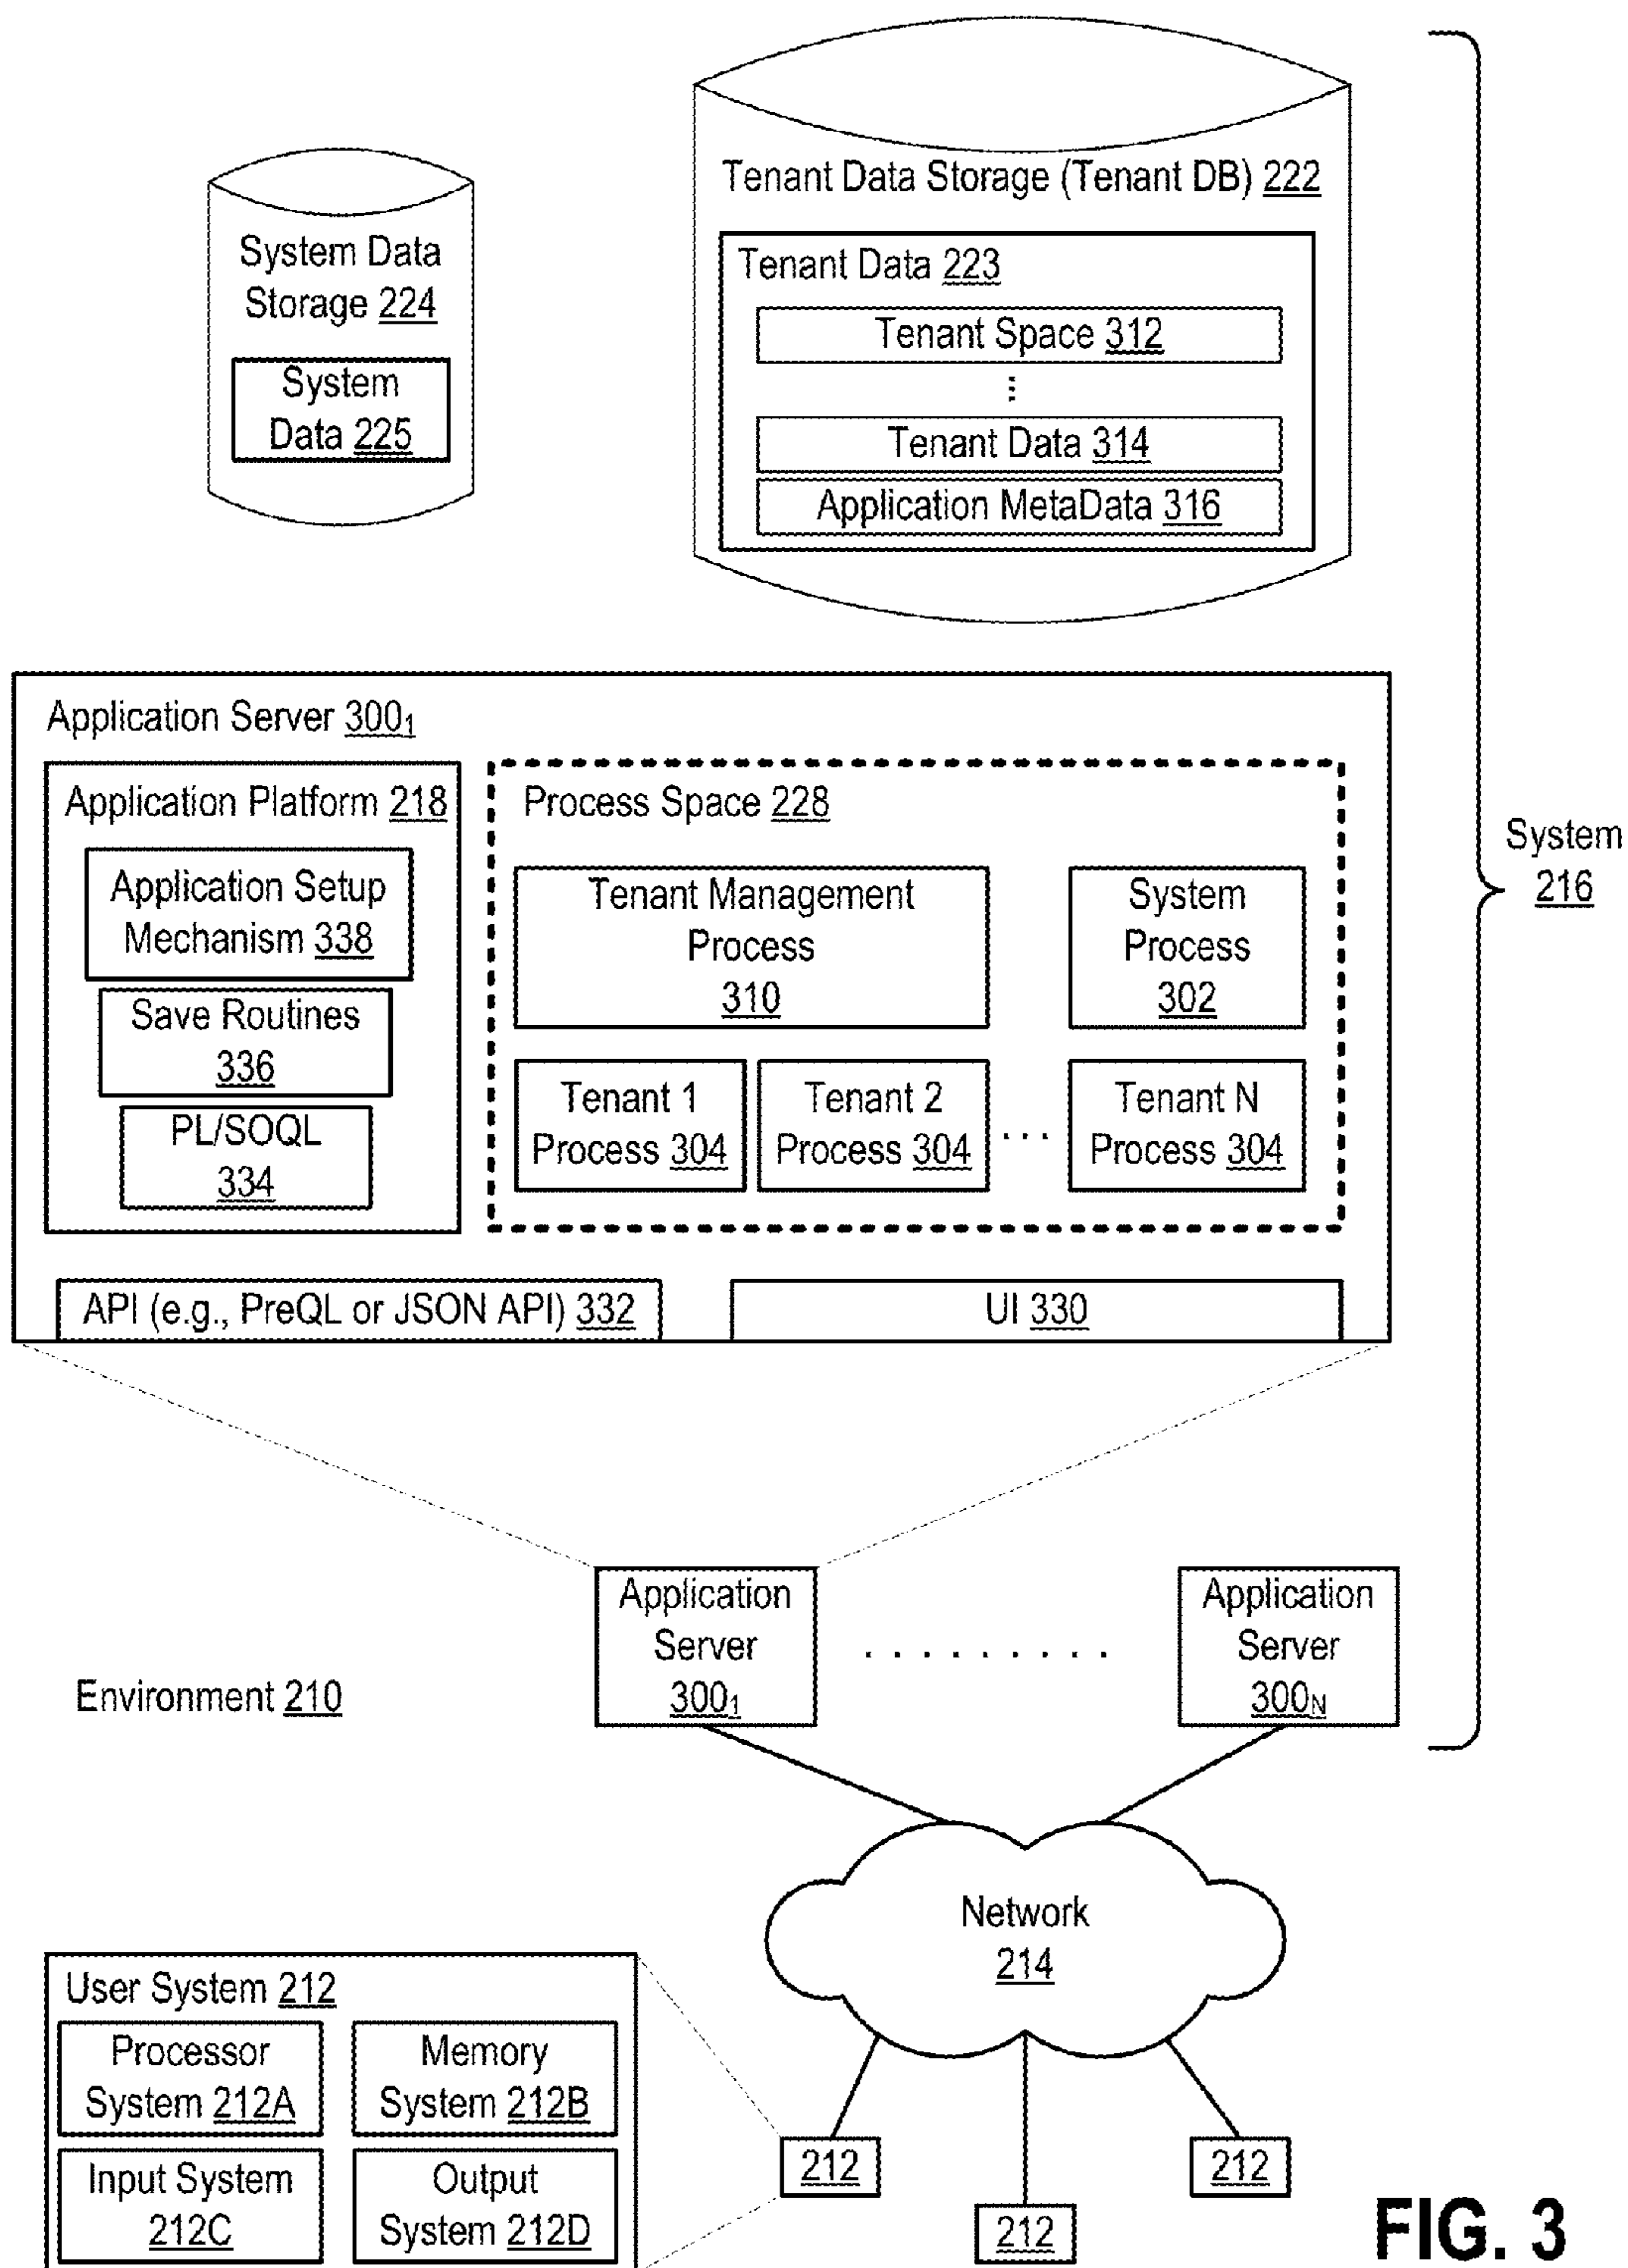 Tenant Data Storage (Tenant DB) 222
System Data
Storage 224
System
Data 225
Tenant Data 223
Tenant Space 312
⋮
Tenant Data 314
Application MetaData 316
System
216
Application Server 300₁
Application Platform 218
Application Setup
Mechanism 338
Save Routines
336
PL/SOQL
334
Process Space 228
Tenant Management
Process
310
System
Process
302
Tenant 1
Process 304
Tenant 2
Process 304
. . .
Tenant N
Process 304
API (e.g., PreQL or JSON API) 332
UI 330
Application
Server
300₁
. . . . . . . . .
Application
Server
300N
Environment 210
Network
214
User System 212
Processor
System 212A
Memory
System 212B
Input System
212C
Output
System 212D
212
212
212
FIG. 3